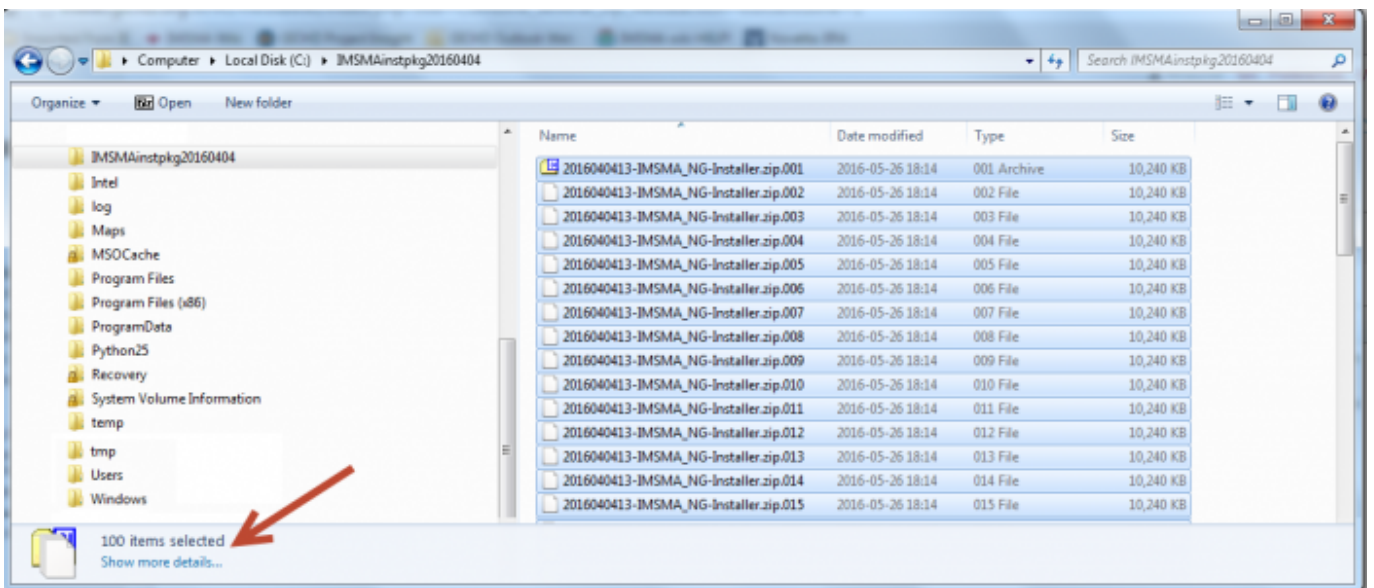 Computer Local Disk (C:) IMSMAinstpkg20160404 Search IMSMAinstpkg20160404
Organize Open New folder
Name Date modified Type Size
IMSMAinstpkg20160404
Intel
log
Maps
MSOCache
Program Files
Program Files (x86)
ProgramData
Python25
Recovery
System Volume Information
temp
tmp
Users
Windows
2016040413-IMSMA_NG-Installer.zip.001 2016-05-26 18:14 001 Archive 10,240 KB
2016040413-IMSMA_NG-Installer.zip.002 2016-05-26 18:14 002 File 10,240 KB
2016040413-IMSMA_NG-Installer.zip.003 2016-05-26 18:14 003 File 10,240 KB
2016040413-IMSMA_NG-Installer.zip.004 2016-05-26 18:14 004 File 10,240 KB
2016040413-IMSMA_NG-Installer.zip.005 2016-05-26 18:14 005 File 10,240 KB
2016040413-IMSMA_NG-Installer.zip.006 2016-05-26 18:14 006 File 10,240 KB
2016040413-IMSMA_NG-Installer.zip.007 2016-05-26 18:14 007 File 10,240 KB
2016040413-IMSMA_NG-Installer.zip.008 2016-05-26 18:14 008 File 10,240 KB
2016040413-IMSMA_NG-Installer.zip.009 2016-05-26 18:14 009 File 10,240 KB
2016040413-IMSMA_NG-Installer.zip.010 2016-05-26 18:14 010 File 10,240 KB
2016040413-IMSMA_NG-Installer.zip.011 2016-05-26 18:14 011 File 10,240 KB
2016040413-IMSMA_NG-Installer.zip.012 2016-05-26 18:14 012 File 10,240 KB
2016040413-IMSMA_NG-Installer.zip.013 2016-05-26 18:14 013 File 10,240 KB
2016040413-IMSMA_NG-Installer.zip.014 2016-05-26 18:14 014 File 10,240 KB
2016040413-IMSMA_NG-Installer.zip.015 2016-05-26 18:14 015 File 10,240 KB
100 items selected
Show more details...